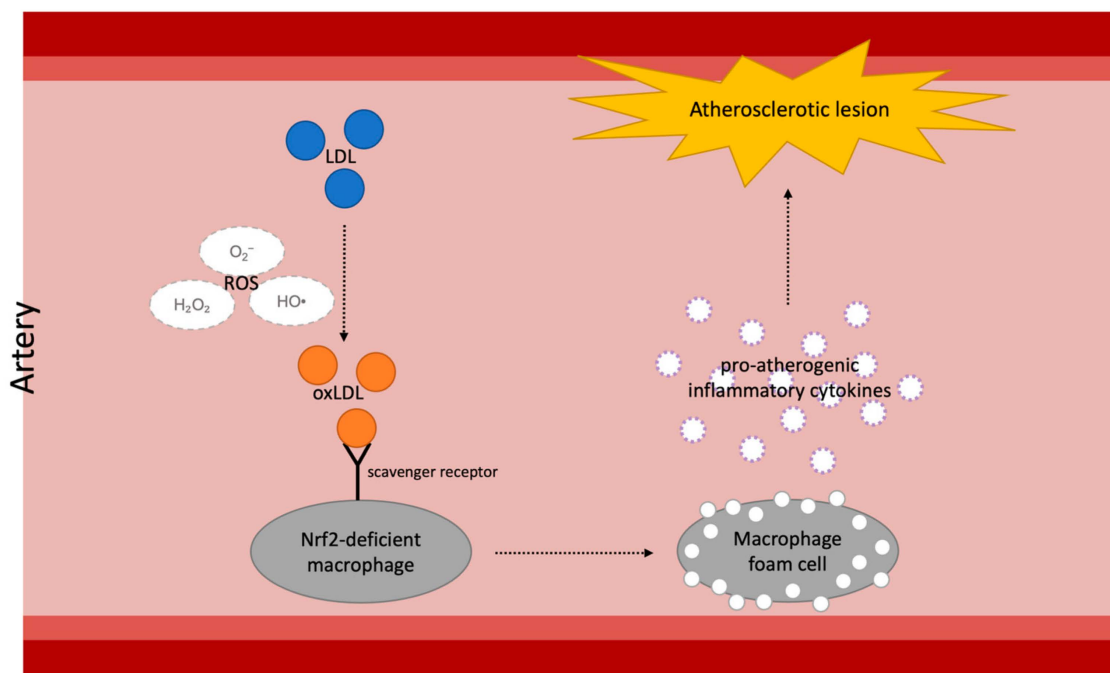 Artery
LDL
O₂⁻
ROS
H₂O₂
HO•
oxLDL
scavenger receptor
Nrf2-deficient
macrophage
Macrophage
foam cell
pro-atherogenic
inflammatory cytokines
Atherosclerotic lesion